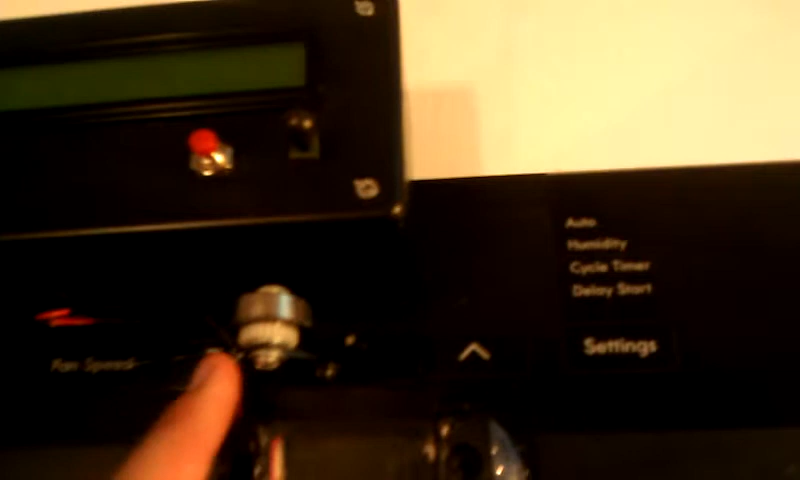 Auto
Humidity
Cycle Timer
Delay Start
Fan Speed
Settings